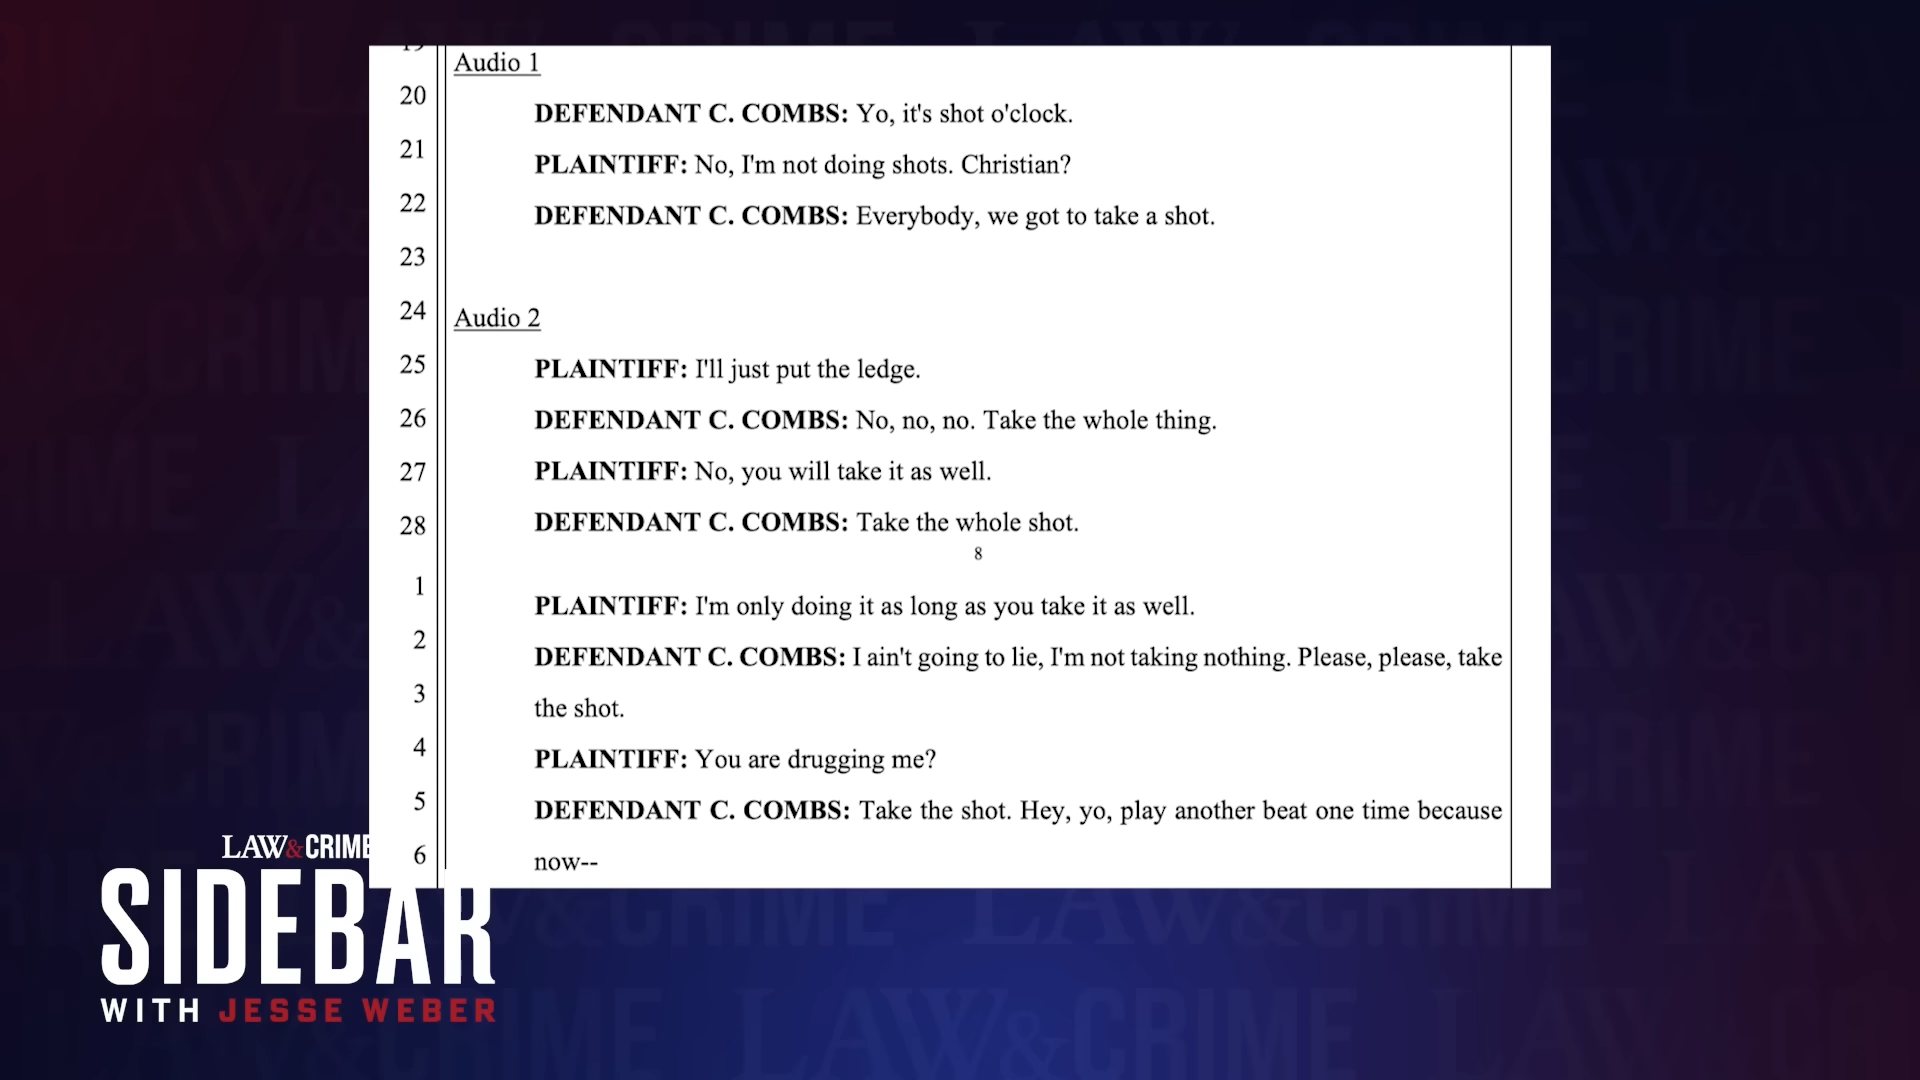 19
Audio 1
20
DEFENDANT C. COMBS: Yo, it's shot o'clock.
21
PLAINTIFF: No, I'm not doing shots. Christian?
22
DEFENDANT C. COMBS: Everybody, we got to take a shot.
23
24
Audio 2
25
PLAINTIFF: I'll just put the ledge.
26
DEFENDANT C. COMBS: No, no, no. Take the whole thing.
27
PLAINTIFF: No, you will take it as well.
28
DEFENDANT C. COMBS: Take the whole shot.
8
1
PLAINTIFF: I'm only doing it as long as you take it as well.
2
DEFENDANT C. COMBS: I ain't going to lie, I'm not taking nothing. Please, please, take
3
the shot.
4
PLAINTIFF: You are drugging me?
5
DEFENDANT C. COMBS: Take the shot. Hey, yo, play another beat one time because
6
now--
LAW&CRIME
SIDEBAR
WITH JESSE WEBER